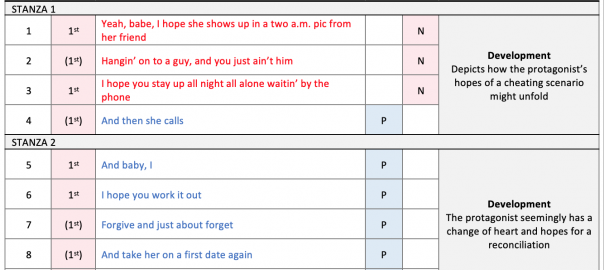 STANZA 1
1 1st Yeah, babe, I hope she shows up in a two a.m. pic from
her friend N
2 (1st) Hangin’ on to a guy, and you just ain’t him N
3 1st I hope you stay up all night all alone waitin’ by the
phone N
4 (1st) And then she calls P
Development
Depicts how the protagonist’s
hopes of a cheating scenario
might unfold
STANZA 2
5 1st And baby, I P
6 1st I hope you work it out P
7 (1st) Forgive and just about forget P
8 (1st) And take her on a first date again P
Development
The protagonist seemingly has a
change of heart and hopes for a
reconciliation